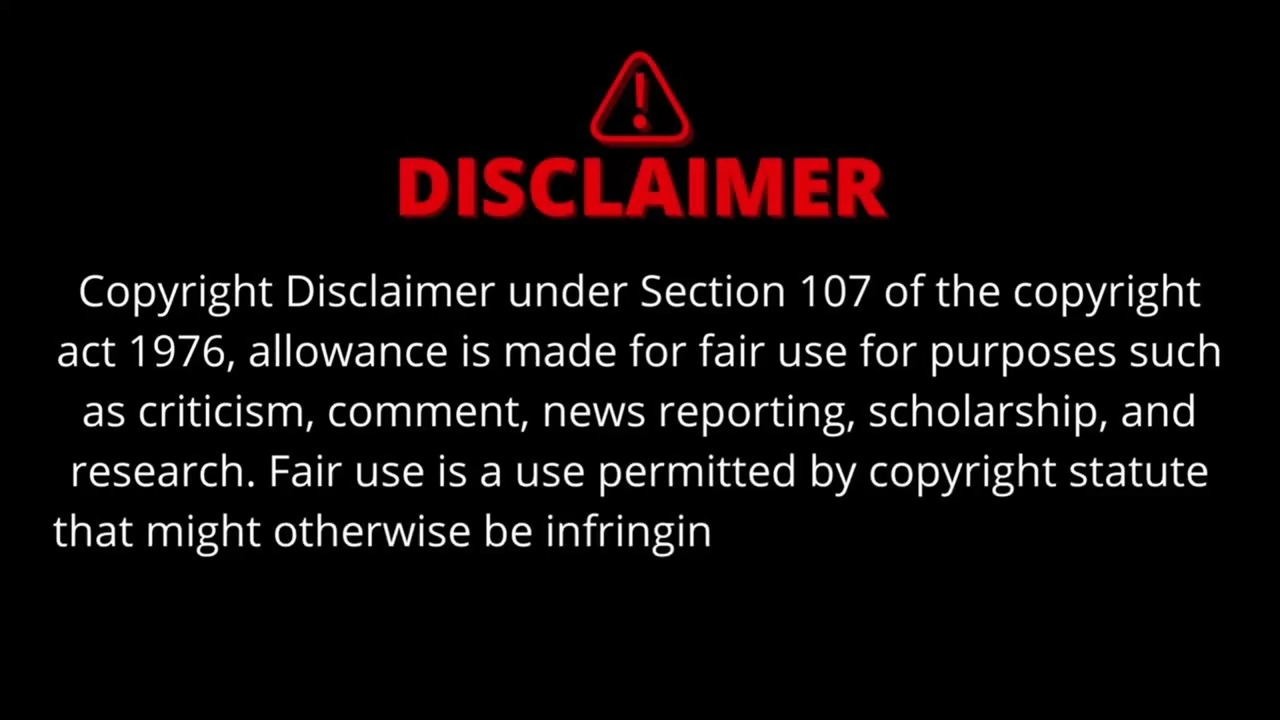 DISCLAIMER
Copyright Disclaimer under Section 107 of the copyright
act 1976, allowance is made for fair use for purposes such
as criticism, comment, news reporting, scholarship, and
research. Fair use is a use permitted by copyright statute
that might otherwise be infringin